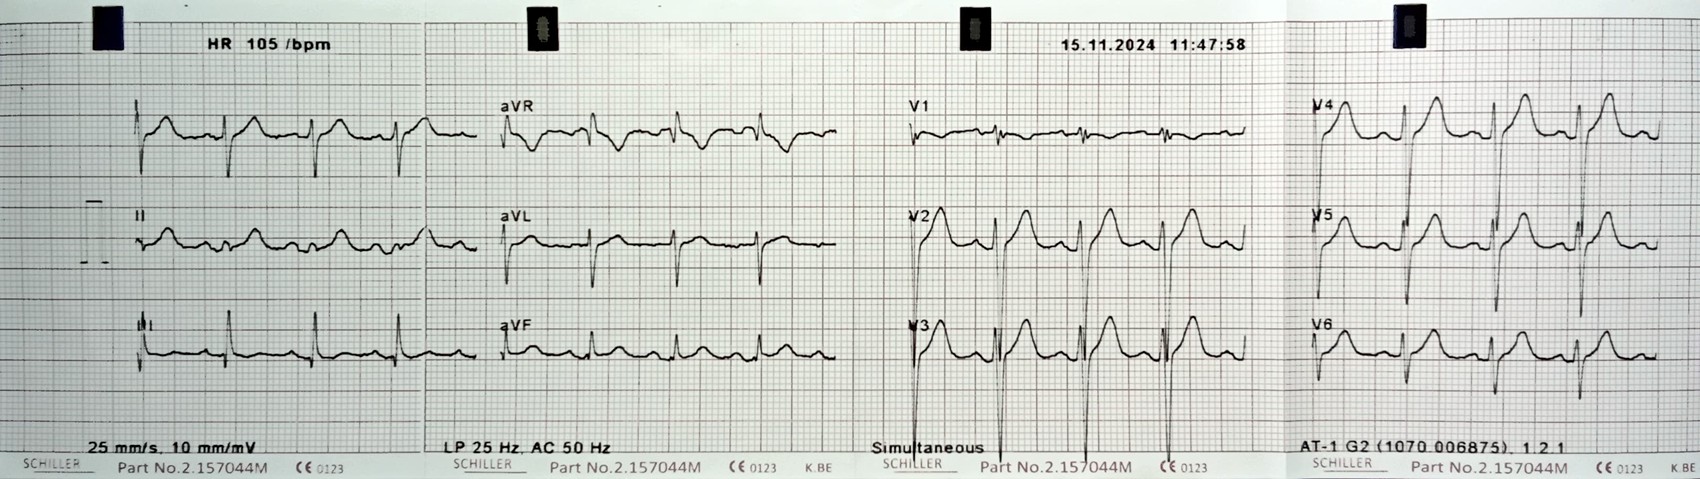 HR 105 /bpm
15.11.2024 11:47:58
aVR
V1
V4
II
aVL
V2
V5
aVF
V3
V6
25 mm/s, 10 mm/mV
LP 25 Hz, AC 50 Hz
Simultaneous
AT-1 G2 (1070.006875), 1.2.1
SCHILLER Part No.2.157044M CE 0123
SCHILLER Part No.2.157044M CE 0123 K.BE
SCHILLER Part No.2.157044M CE 0123
SCHILLER Part No.2.157044M CE 0123 K.BE